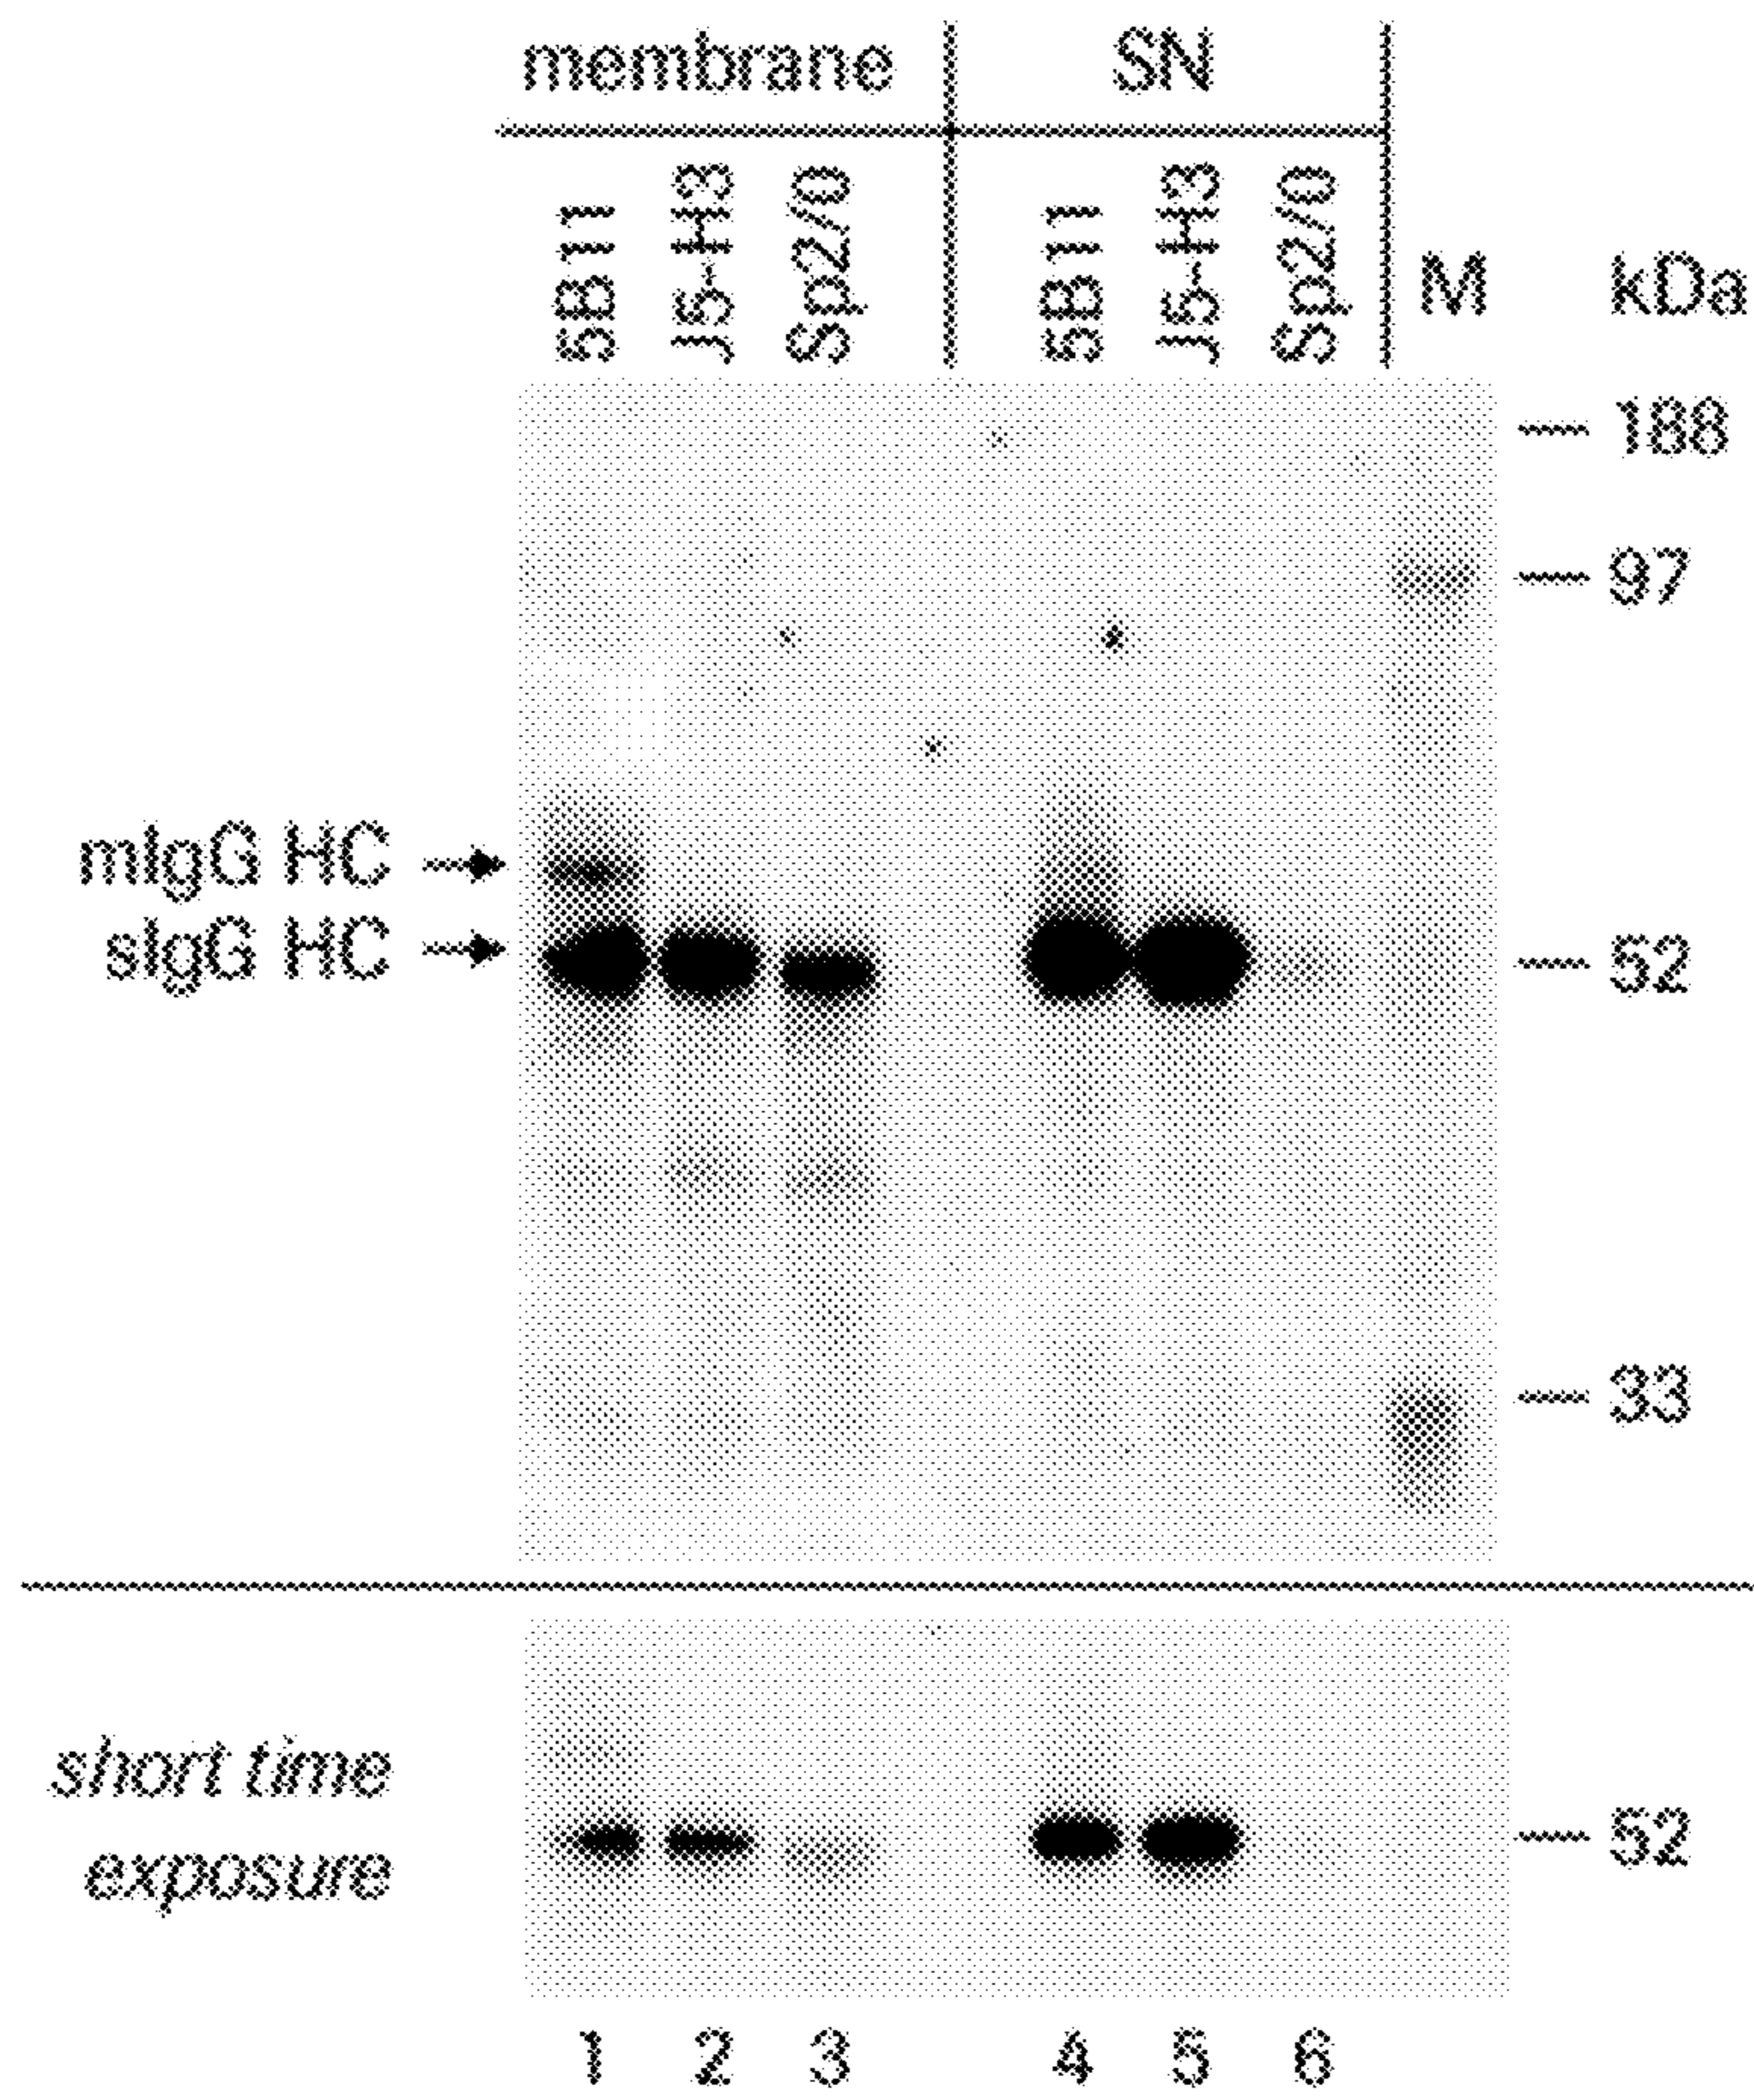 membrane SN
5B11 J5-H3 Sp2/0 5B11 J5-H3 Sp2/0 M kDa
188
97
mIgG HC
sIgG HC
52
33
short time
exposure
52
1 2 3 4 5 6